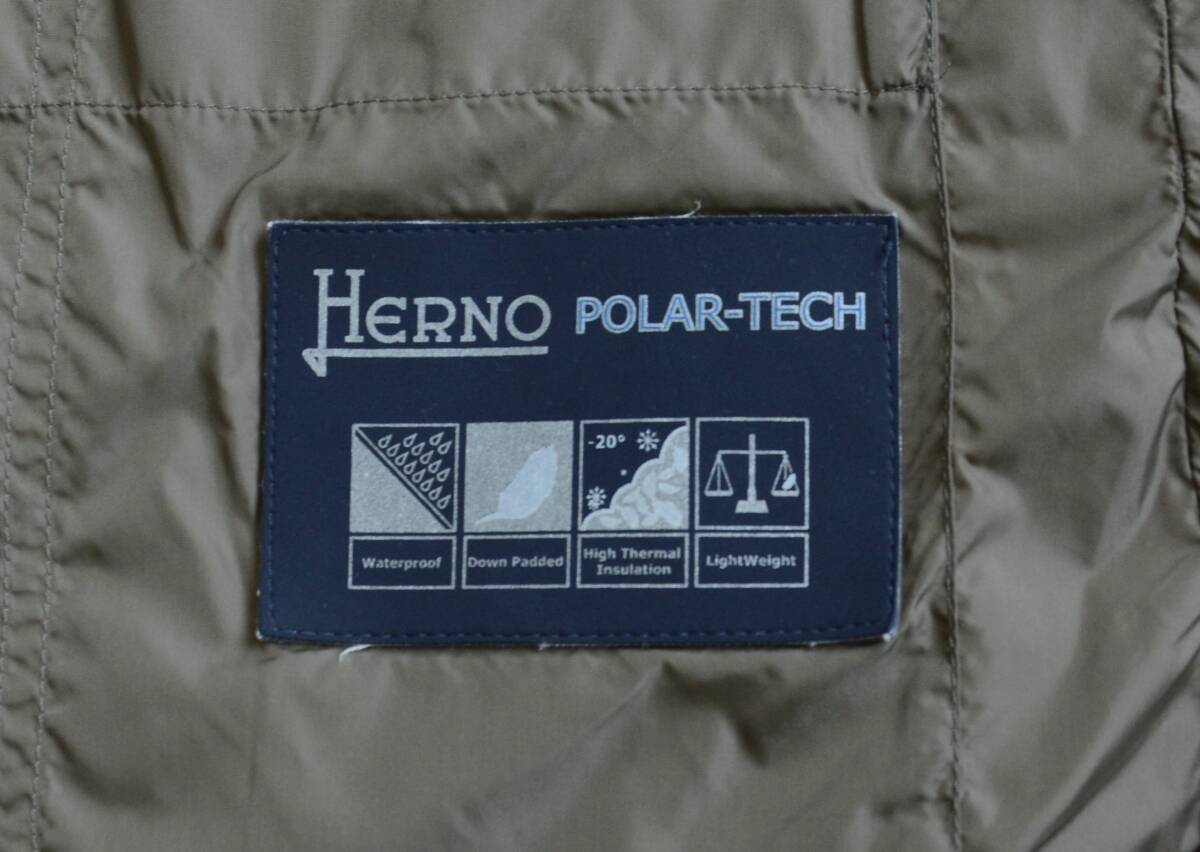 HERNO POLAR-TECH
-20°
Waterproof Down Padded High Thermal Insulation LightWeight